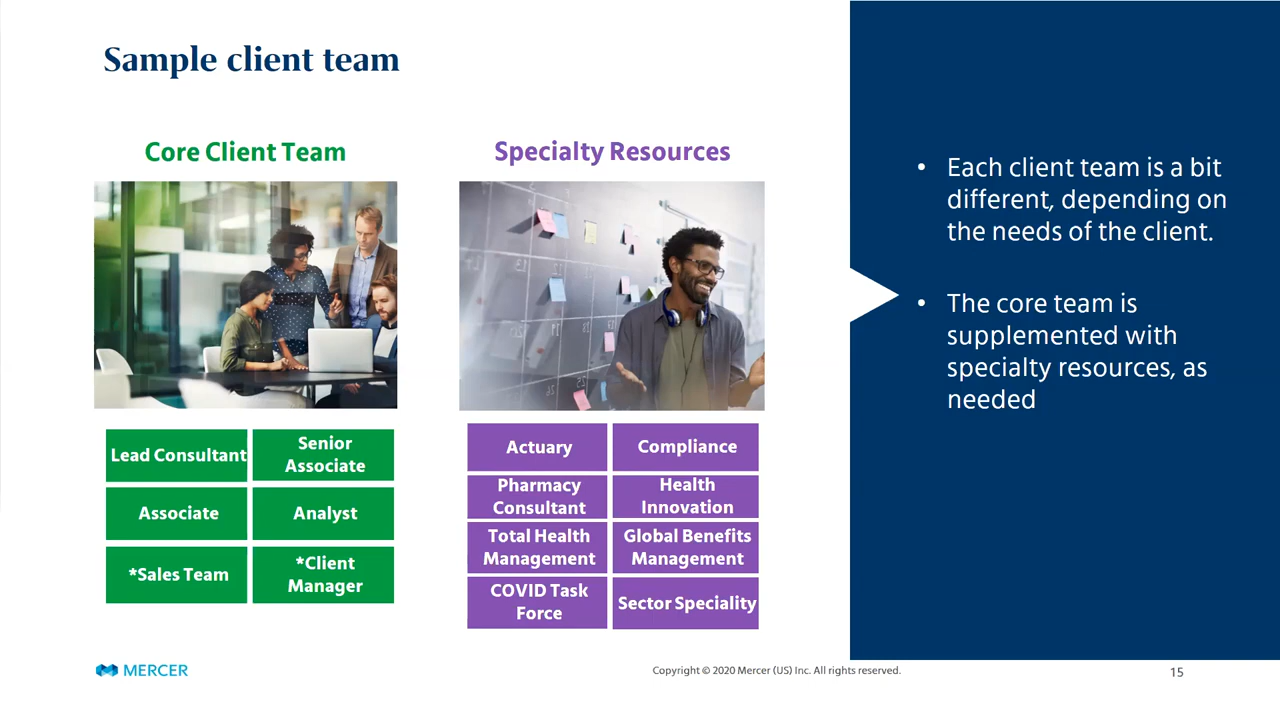 Sample client team
Core Client Team
Specialty Resources
Lead Consultant
Senior
Associate
Associate
Analyst
*Sales Team
*Client
Manager
Actuary
Compliance
Pharmacy
Consultant
Health
Innovation
Total Health
Management
Global Benefits
Management
COVID Task
Force
Sector Speciality
• Each client team is a bit
different, depending on
the needs of the client.
• The core team is
supplemented with
specialty resources, as
needed
MERCER
Copyright © 2020 Mercer (US) Inc. All rights reserved.
15